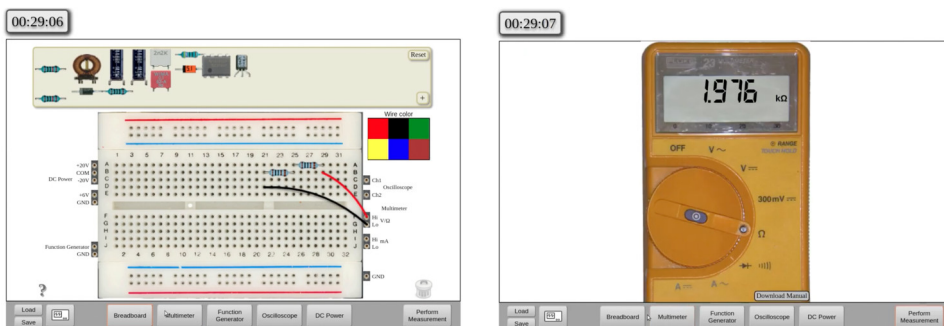 00:29:06
Reset
+
Wire color
1 3 5 7 9 11 13 15 17 19 21 23 25 27 29 31
+20V
COM
DC Power -20V
+6V
GND
A
B
C
D
E
A
B
C
D
E
Ch1
Oscilloscope
Ch2
Multimeter
Hi
V/Ω
Lo
Hi mA
Lo
F
G
H
I
J
F
G
H
I
J
Function Generator
GND
2 4 6 8 10 12 14 16 18 20 22 24 26 28 30 32
GND
?
Load
Save
Breadboard
Multimeter
Function
Generator
Oscilloscope
DC Power
Perform
Measurement
00:29:07
1.976 kΩ
RANGE
OFF
V~
V
300mV
Ω
A
A~
Download Manual
Load
Save
Breadboard
Multimeter
Function
Generator
Oscilloscope
DC Power
Perform
Measurement